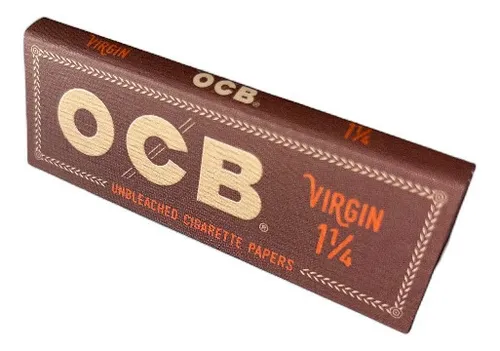 VIRGIN OCB® 1¼
OCB®
UNBLEACHED CIGARETTE PAPERS
VIRGIN
1¼